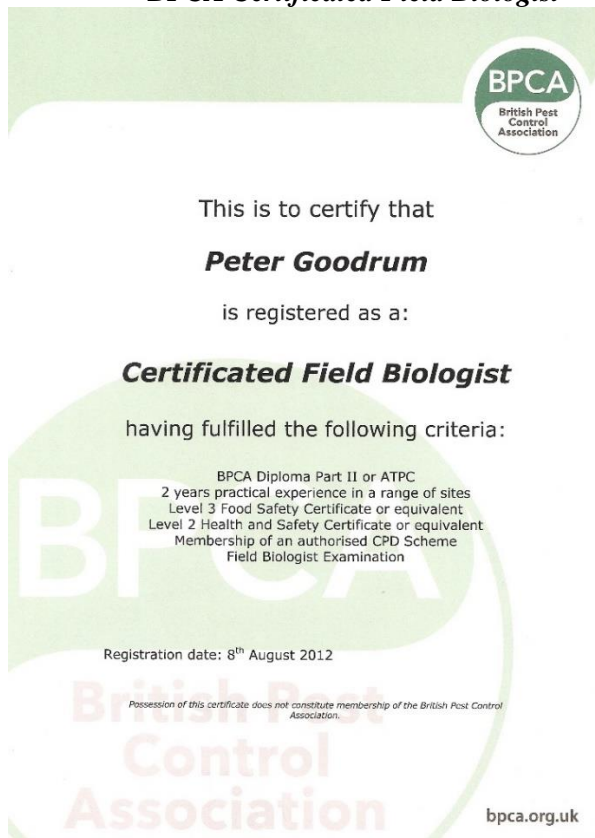 BPCA Certificated Field Biologist
BPCA
British Pest
Control
Association
This is to certify that
Peter Goodrum
is registered as a:
Certificated Field Biologist
having fulfilled the following criteria:
BPCA Diploma Part II or ATPC
2 years practical experience in a range of sites
Level 3 Food Safety Certificate or equivalent
Level 2 Health and Safety Certificate or equivalent
Membership of an authorised CPD Scheme
Field Biologist Examination
BPCA
Registration date: 8th August 2012
Possession of this certificate does not constitute membership of the British Pest Control
Association.
British Pest
Control
Association
bpca.org.uk